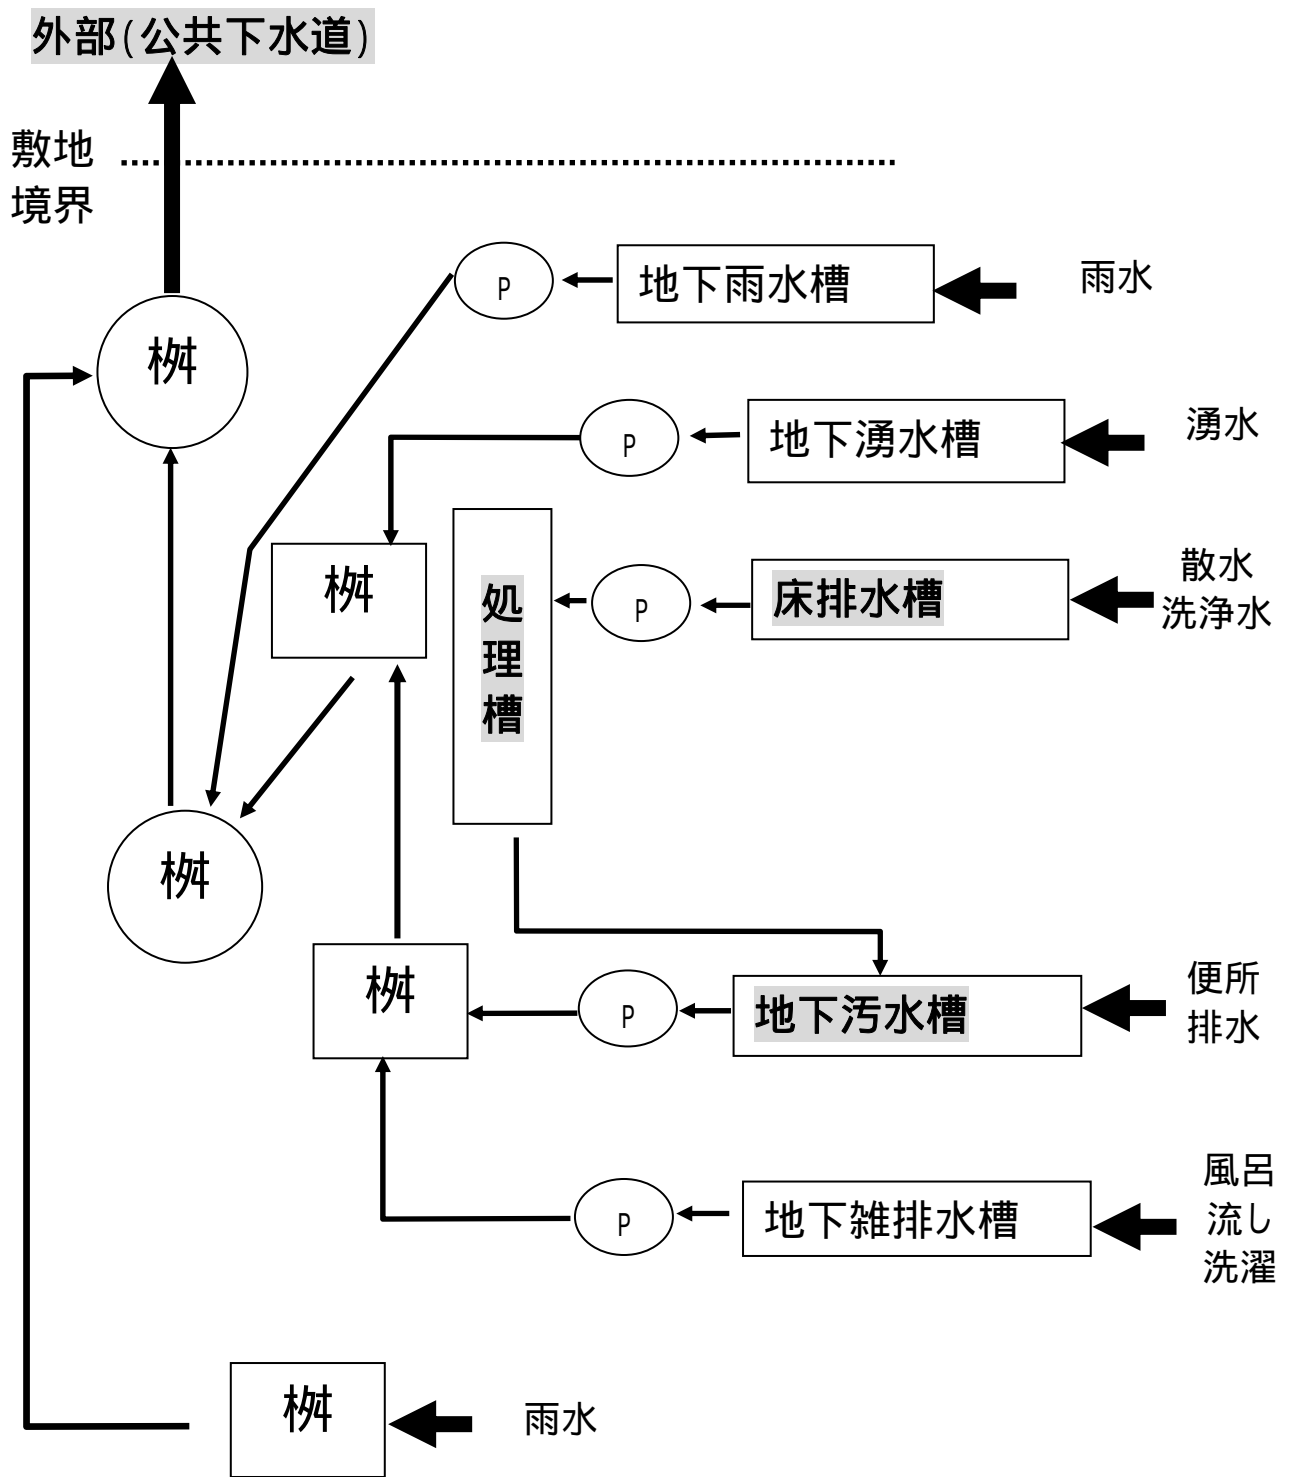 外部(公共下水道)
敷地
境界
P
地下雨水槽
雨水
桝
P
地下湧水槽
湧水
桝
処
理
槽
P
床排水槽
散水
洗浄水
桝
桝
P
地下汚水槽
便所
排水
P
地下雑排水槽
風呂
流し
洗濯
桝
雨水